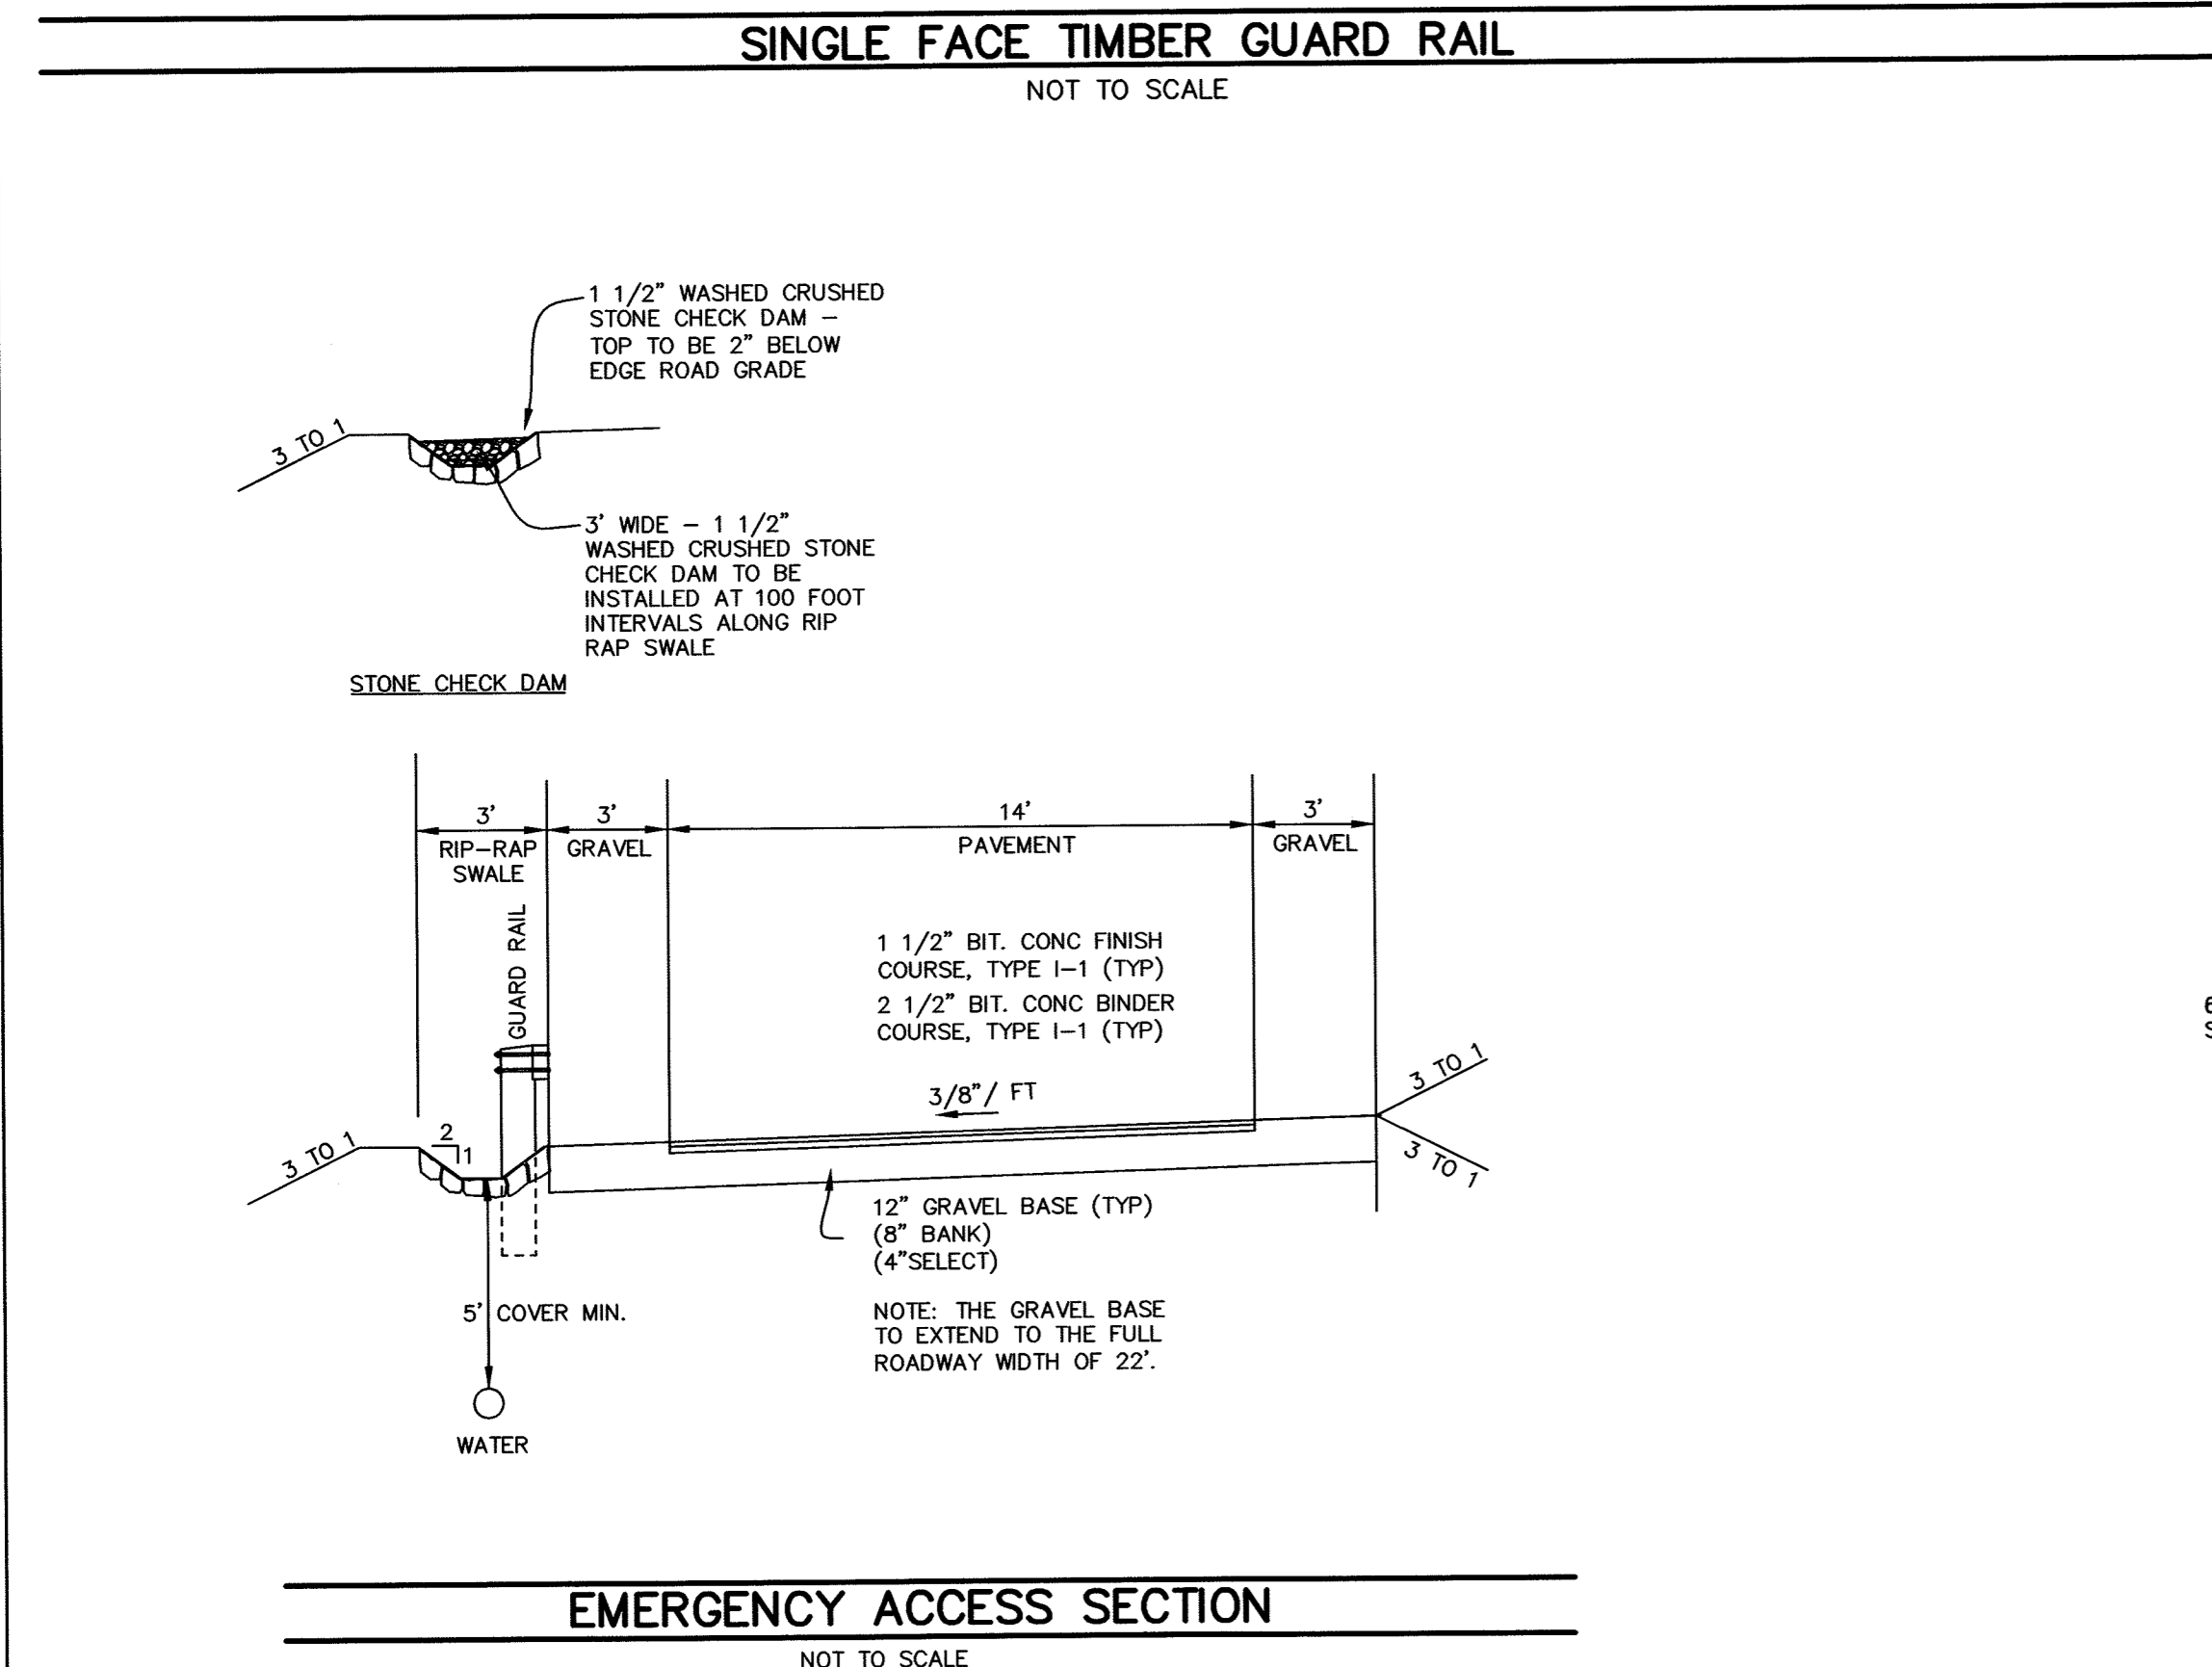 SINGLE FACE TIMBER GUARD RAIL
NOT TO SCALE
1 1/2" WASHED CRUSHED
STONE CHECK DAM –
TOP TO BE 2" BELOW
EDGE ROAD GRADE
3 TO 1
3' WIDE – 1 1/2"
WASHED CRUSHED STONE
CHECK DAM TO BE
INSTALLED AT 100 FOOT
INTERVALS ALONG RIP
RAP SWALE
STONE CHECK DAM
3'
RIP–RAP
SWALE
3'
GRAVEL
14'
PAVEMENT
3'
GRAVEL
GUARD RAIL
1 1/2" BIT. CONC FINISH
COURSE, TYPE I–1 (TYP)
2 1/2" BIT. CONC BINDER
COURSE, TYPE I–1 (TYP)
6
S
3/8"/ FT
3 TO 1
3 TO 1
3 TO 1
2
1
12" GRAVEL BASE (TYP)
(8" BANK)
(4"SELECT)
5' COVER MIN.
NOTE: THE GRAVEL BASE
TO EXTEND TO THE FULL
ROADWAY WIDTH OF 22'.
WATER
EMERGENCY ACCESS SECTION
NOT TO SCALE